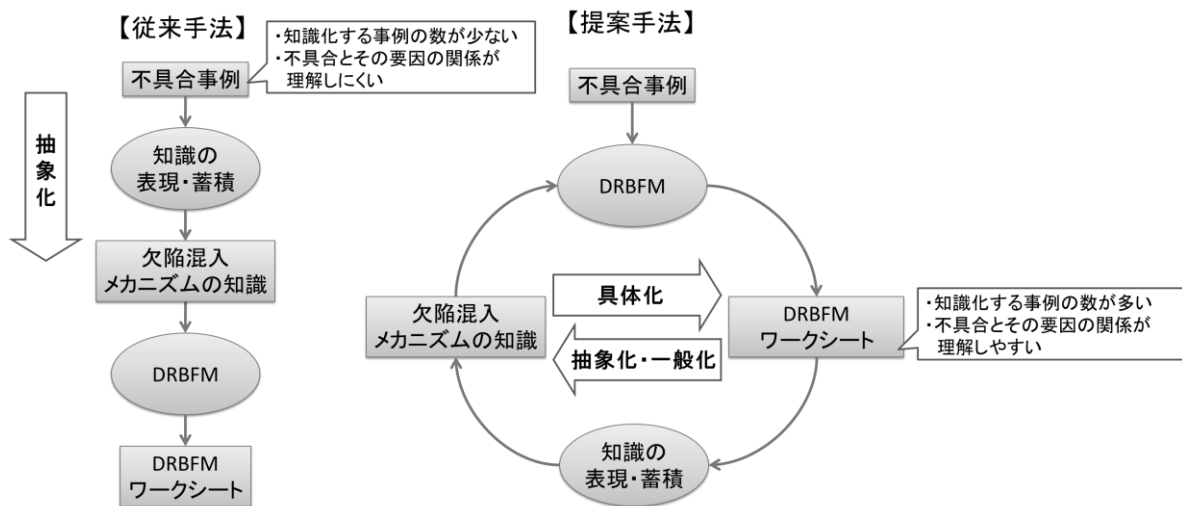 【従来手法】
・知識化する事例の数が少ない
・不具合とその要因の関係が
理解しにくい
不具合事例
抽象化
知識の
表現・蓄積
欠陥混入
メカニズムの知識
DRBFM
DRBFM
ワークシート
【提案手法】
不具合事例
DRBFM
具体化
欠陥混入
メカニズムの知識
抽象化・一般化
DRBFM
ワークシート
・知識化する事例の数が多い
・不具合とその要因の関係が
理解しやすい
知識の
表現・蓄積